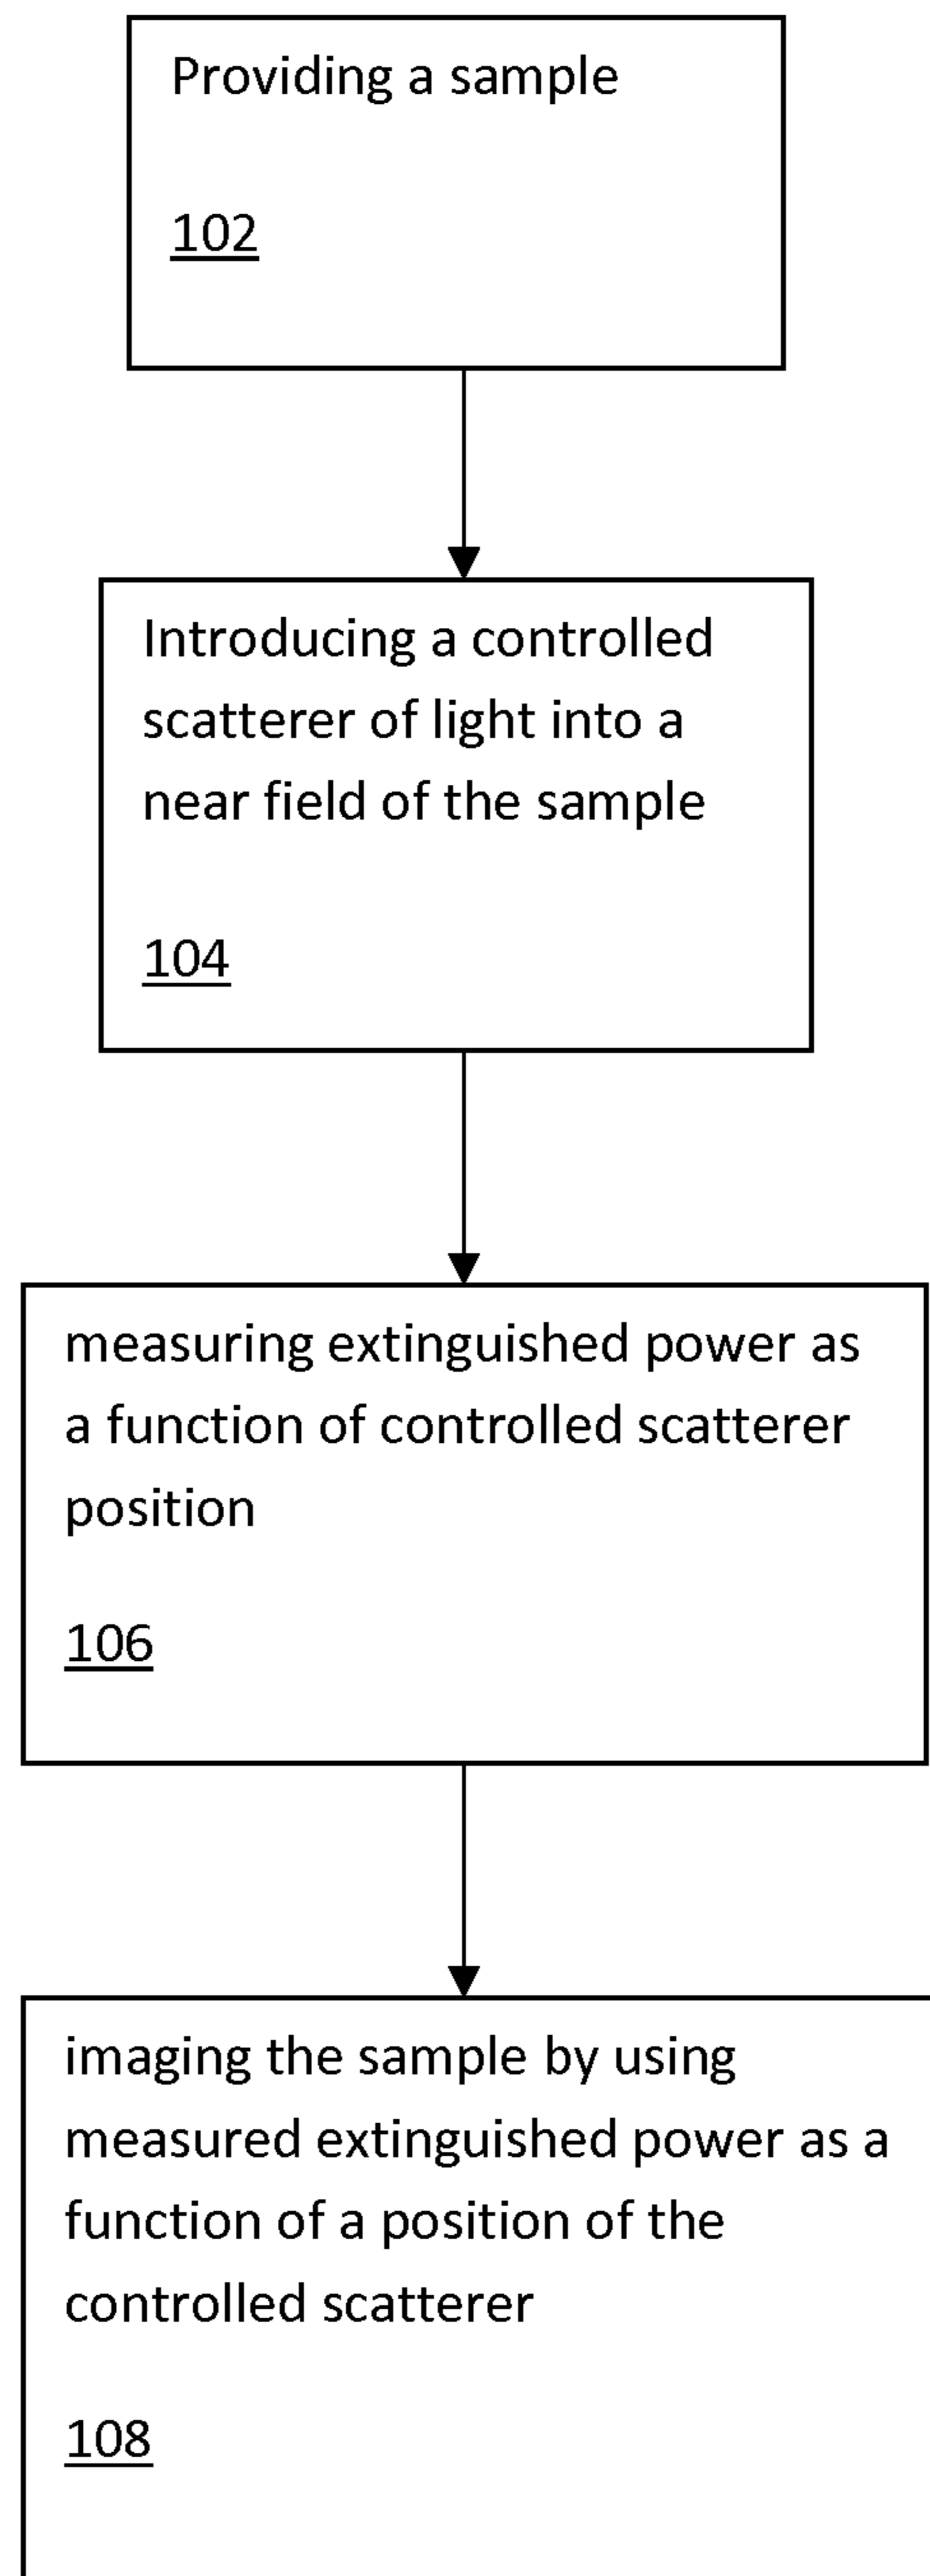 Providing a sample
102
Introducing a controlled
scatterer of light into a
near field of the sample
104
measuring extinguished power as
a function of controlled scatterer
position
106
imaging the sample by using
measured extinguished power as a
function of a position of the
controlled scatterer
108